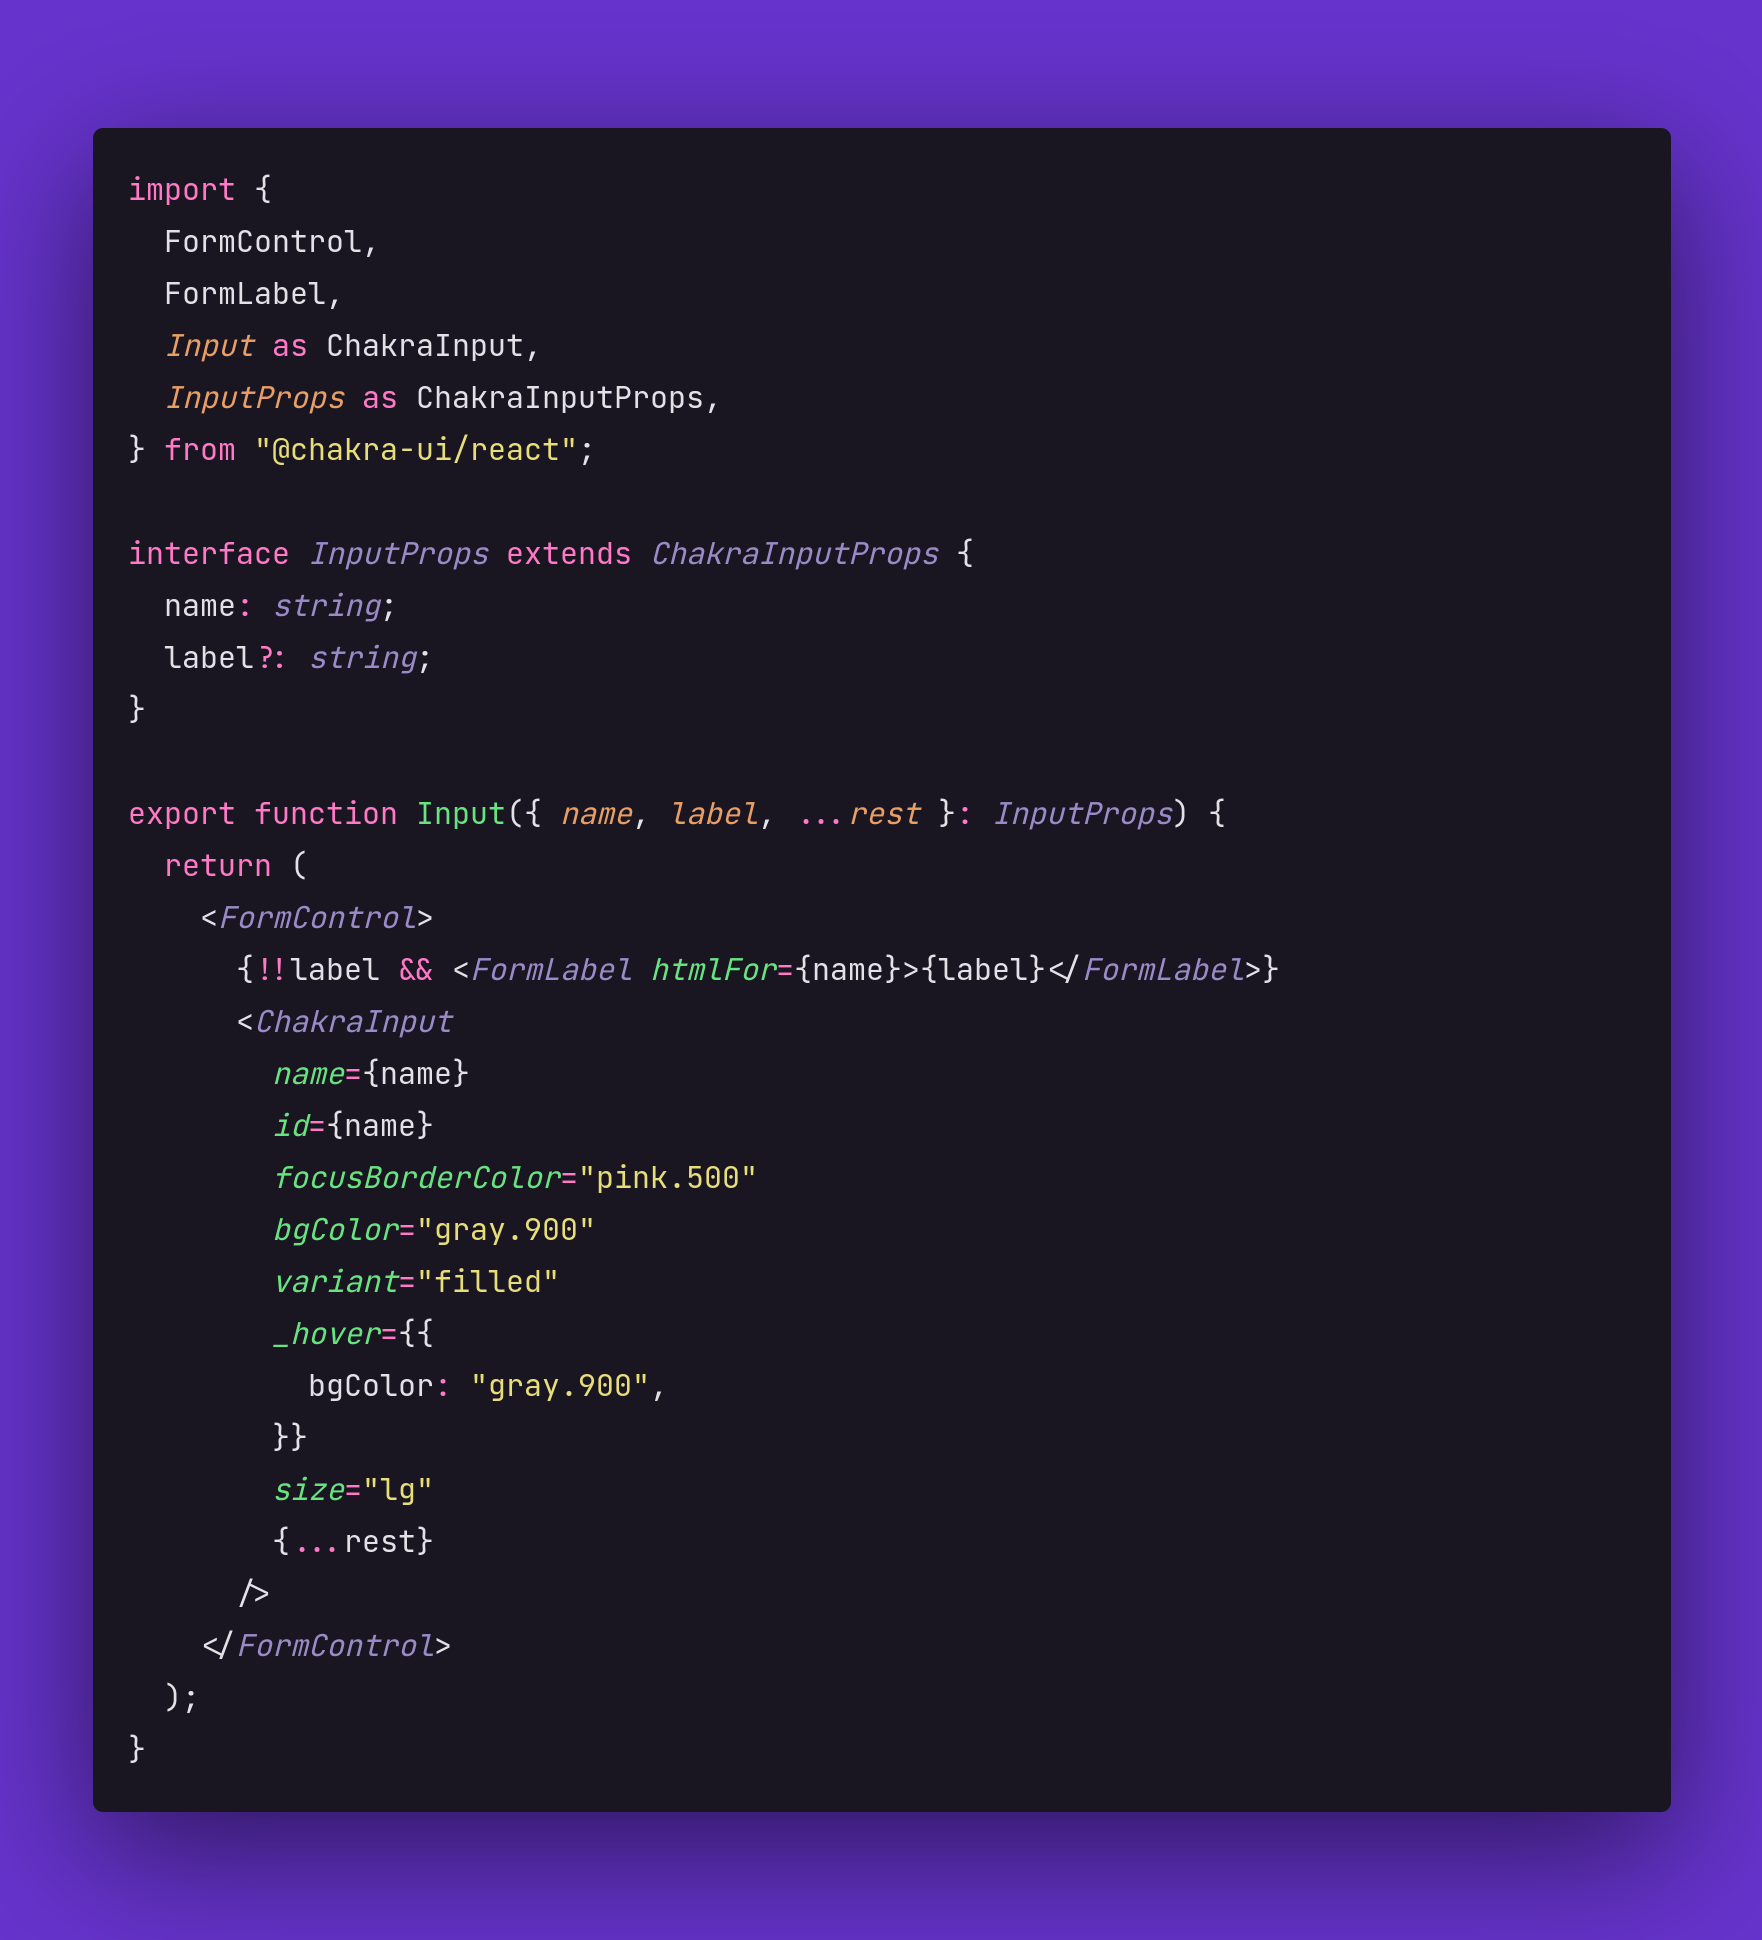 import {
  FormControl,
  FormLabel,
  Input as ChakraInput,
  InputProps as ChakraInputProps,
} from "@chakra-ui/react";

interface InputProps extends ChakraInputProps {
  name: string;
  label?: string;
}

export function Input({ name, label, ...rest }: InputProps) {
  return (
    <FormControl>
      {!!label && <FormLabel htmlFor={name}>{label}</FormLabel>}
      <ChakraInput
        name={name}
        id={name}
        focusBorderColor="pink.500"
        bgColor="gray.900"
        variant="filled"
        _hover={{
          bgColor: "gray.900",
        }}
        size="lg"
        {...rest}
      />
    </FormControl>
  );
}